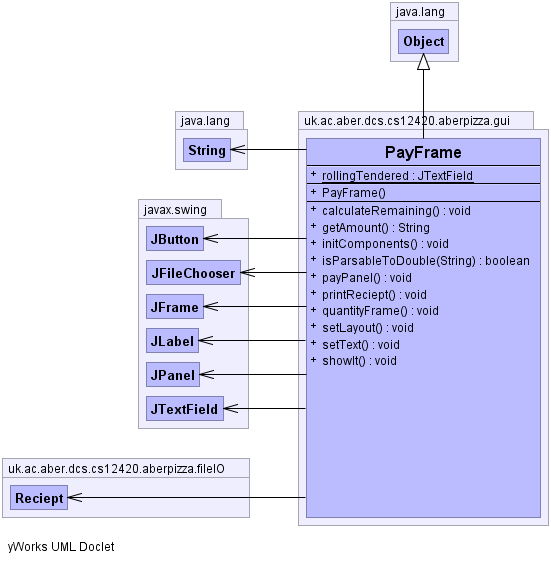 java.lang
Object
java.lang
String
uk.ac.aber.dcs.cs12420.aberpizza.gui
PayFrame
+ rollingTendered : JTextField
+ PayFrame()
+ calculateRemaining() : void
+ getAmount() : String
+ initComponents() : void
+ isParsableToDouble(String) : boolean
+ payPanel() : void
+ printReciept() : void
+ quantityFrame() : void
+ setLayout() : void
+ setText() : void
+ showIt() : void
javax.swing
JButton
JFileChooser
JFrame
JLabel
JPanel
JTextField
uk.ac.aber.dcs.cs12420.aberpizza.fileIO
Reciept
yWorks UML Doclet